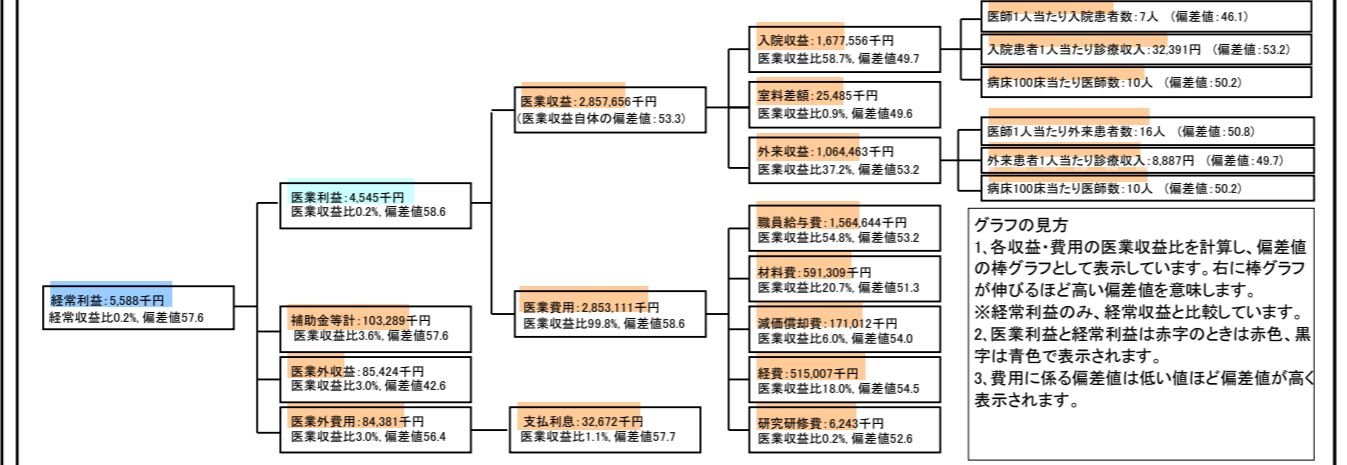 医師1人当たり入院患者数:7人 (偏差値:46.1)
入院収益:1,677,556千円
医業収益比58.7%, 偏差値49.7
入院患者1人当たり診療収入:32,391円 (偏差値:53.2)
病床100床当たり医師数:10人 (偏差値:50.2)
医業収益:2,857,656千円
(医業収益自体の偏差値:53.3)
室料差額:25,485千円
医業収益比0.9%, 偏差値49.6
医師1人当たり外来患者数:16人 (偏差値:50.8)
外来収益:1,064,463千円
医業収益比37.2%, 偏差値53.2
外来患者1人当たり診療収入:8,887円 (偏差値:49.7)
病床100床当たり医師数:10人 (偏差値:50.2)
医業利益:4,545千円
医業収益比0.2%, 偏差値58.6
職員給与費:1,564,644千円
医業収益比54.8%, 偏差値53.2
材料費:591,309千円
医業収益比20.7%, 偏差値51.3
経常利益:5,588千円
経常収益比0.2%, 偏差値57.6
医業費用:2,853,111千円
医業収益比99.8%, 偏差値58.6
補助金等計:103,289千円
医業収益比3.6%, 偏差値57.6
減価償却費:171,012千円
医業収益比6.0%, 偏差値54.0
医業外収益:85,424千円
医業収益比3.0%, 偏差値42.6
経費:515,007千円
医業収益比18.0%, 偏差値54.5
医業外費用:84,381千円
医業収益比3.0%, 偏差値56.4
支払利息:32,672千円
医業収益比1.1%, 偏差値57.7
研究研修費:6,243千円
医業収益比0.2%, 偏差値52.6
グラフの見方
1、各収益・費用の医業収益比を計算し、偏差値
の棒グラフとして表示しています。右に棒グラフ
が伸びるほど高い偏差値を意味します。
※経常利益のみ、経常収益と比較しています。
2、医業利益と経常利益は赤字のときは赤色、黒
字は青色で表示されます。
3、費用に係る偏差値は低い値ほど偏差値が高く
表示されます。